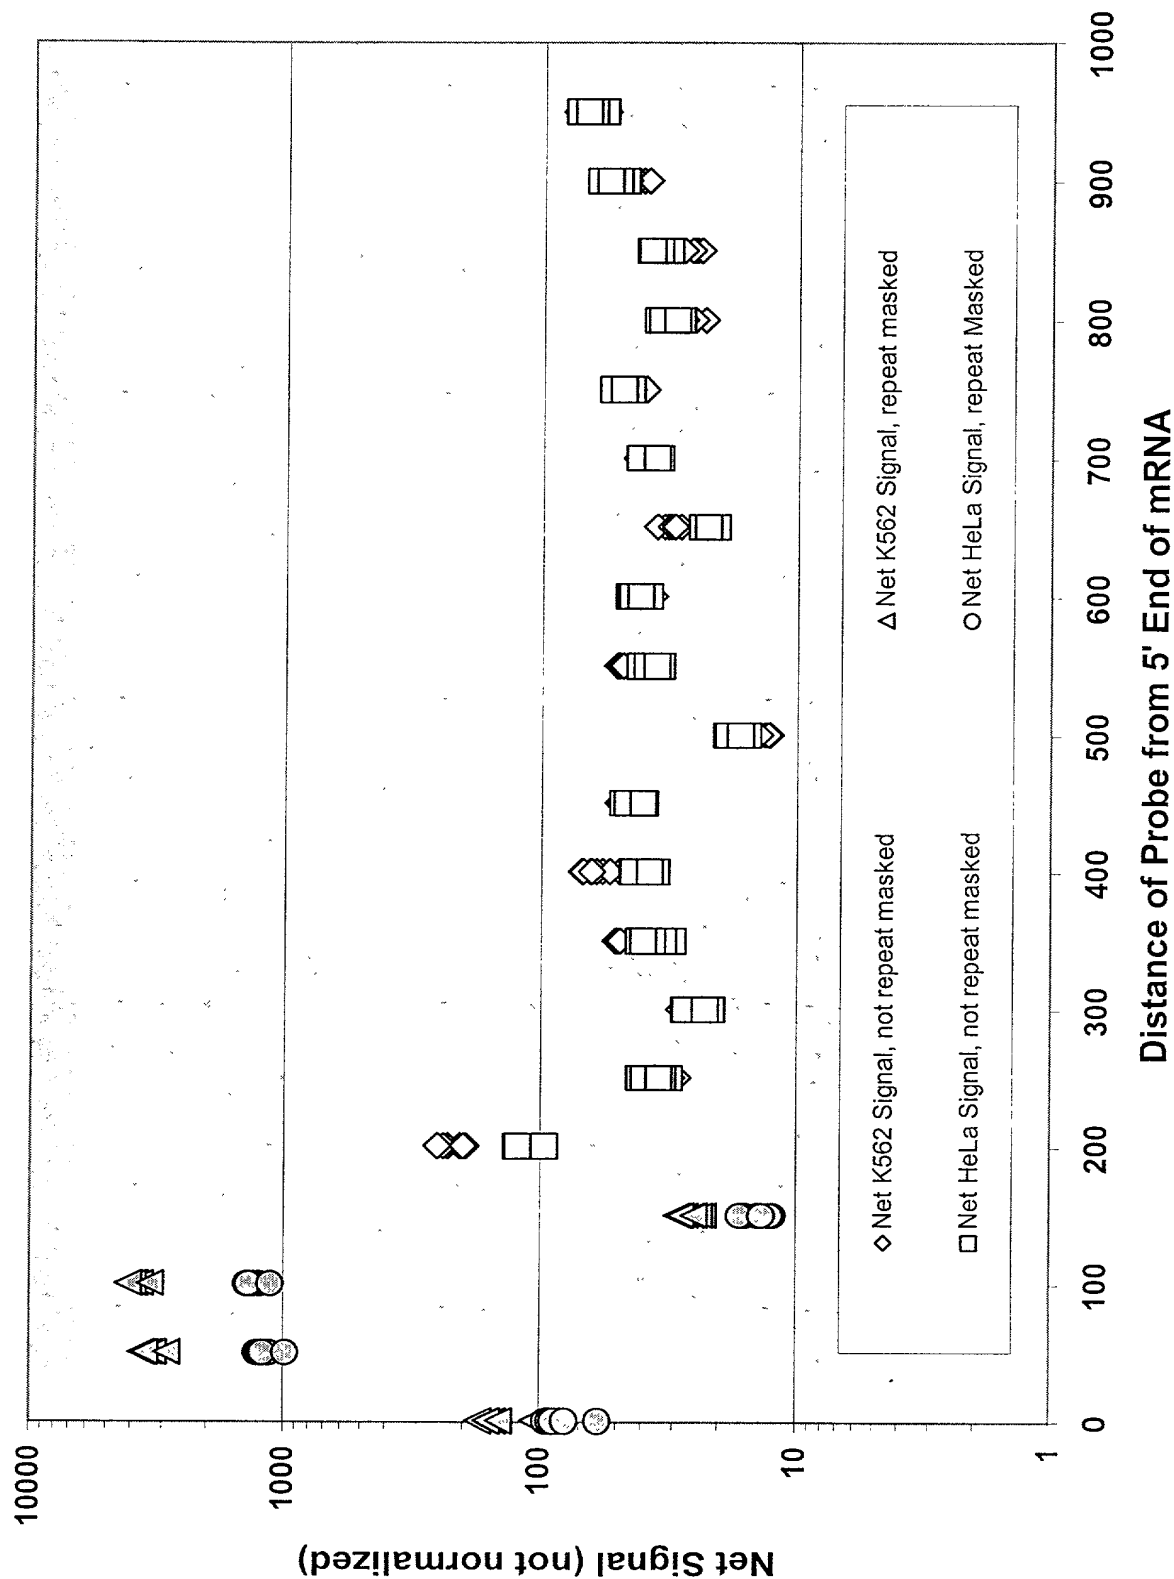 10000
1000
100
10
1
Net Signal (not normalized)
0
100
200
300
400
500
600
700
800
900
1000
Distance of Probe from 5' End of mRNA
Net K562 Signal, not repeat masked
Net K562 Signal, repeat masked
Net HeLa Signal, not repeat masked
Net HeLa Signal, repeat Masked